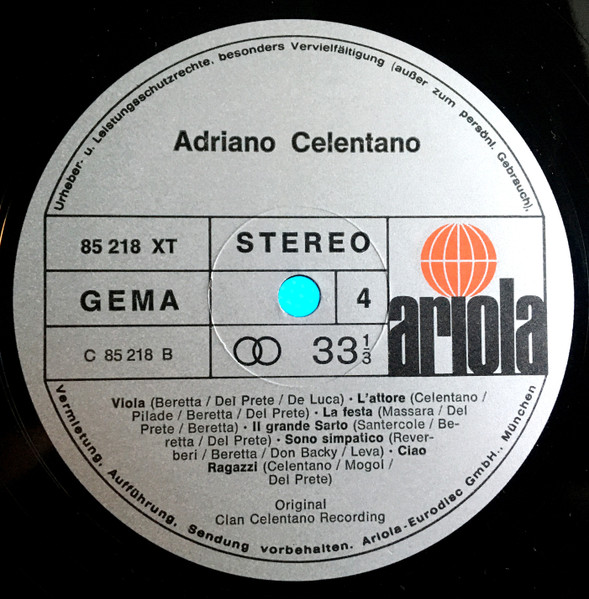 Urheber- u. Leistungsschutzrechte, besonders Vervielfältigung (außer zum persönl. Gebrauch),
Adriano Celentano
85 218 XT
STEREO
GEMA
4
ariola
C 85 218 B
33 1/3
Viola (Beretta / Del Prete / De Luca) · L'attore (Celentano /
Pilade / Beretta / Del Prete) · La festa (Massara / Del
Prete / Beretta) · Il grande Sarto (Santercole / Be-
retta / Del Prete) · Sono simpatico (Rever-
beri / Beretta / Don Backy / Leva) · Ciao
Ragazzi (Celentano / Mogol /
Del Prete)
Original
Clan Celentano Recording
Vermietung, Aufführung, Sendung vorbehalten. Ariola-Eurodisc GmbH., München